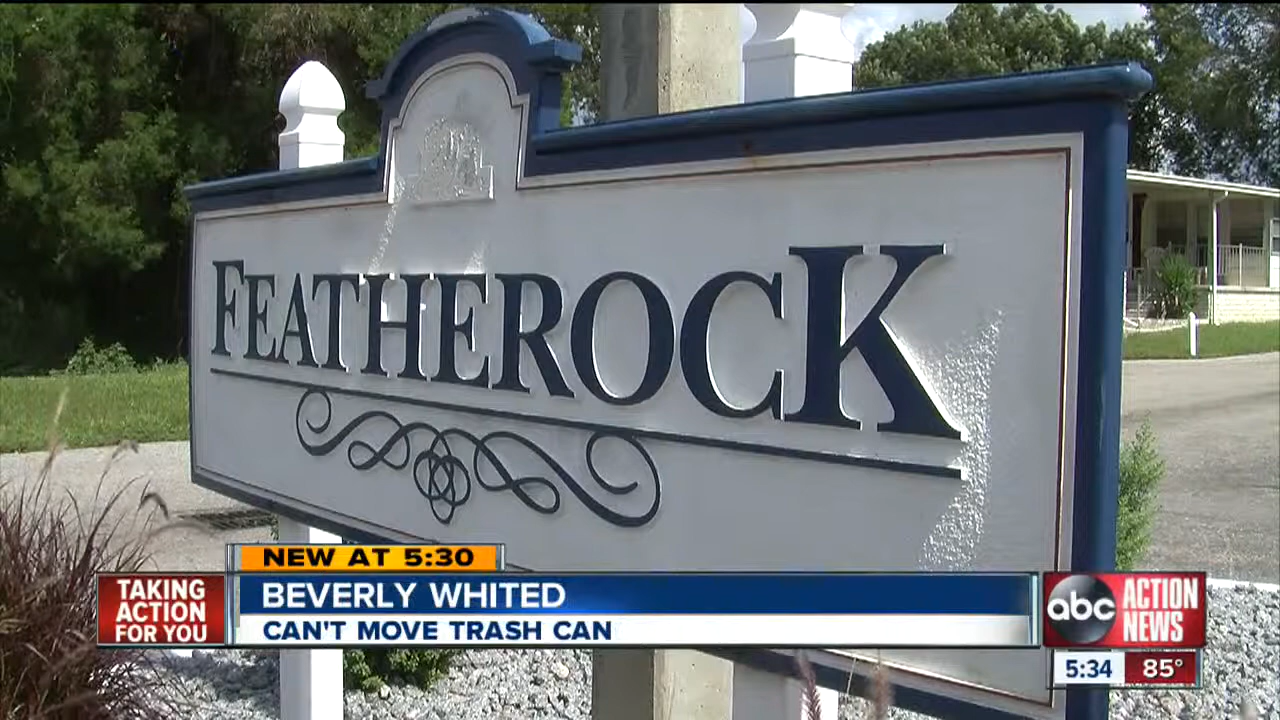 FEATHEROCK
NEW AT 5:30
TAKING
ACTION
FOR YOU
BEVERLY WHITED
CAN'T MOVE TRASH CAN
abc
ACTION
NEWS
5:34
85°